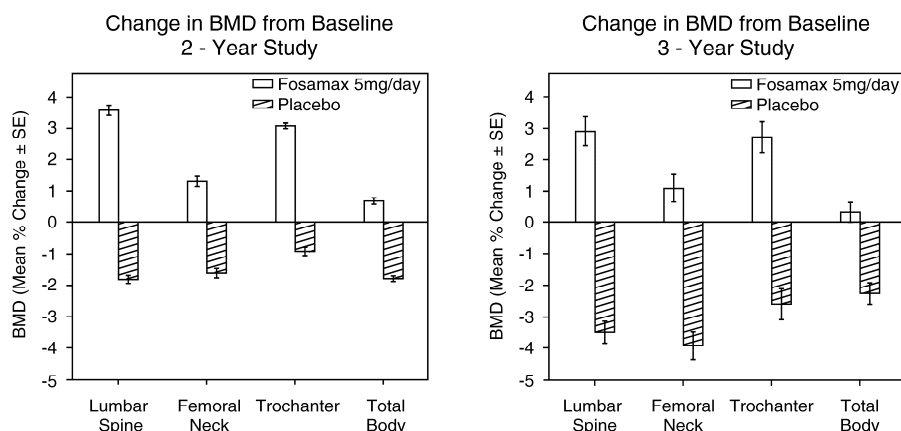 Change in BMD from Baseline
2 - Year Study
Fosamax 5mg/day
Placebo
BMD (Mean % Change ± SE)
4
3
2
1
0
-1
-2
-3
-4
-5
Lumbar
Spine
Femoral
Neck
Trochanter
Total
Body
Change in BMD from Baseline
3 - Year Study
Fosamax 5mg/day
Placebo
BMD (Mean % Change ± SE)
4
3
2
1
0
-1
-2
-3
-4
-5
Lumbar
Spine
Femoral
Neck
Trochanter
Total
Body